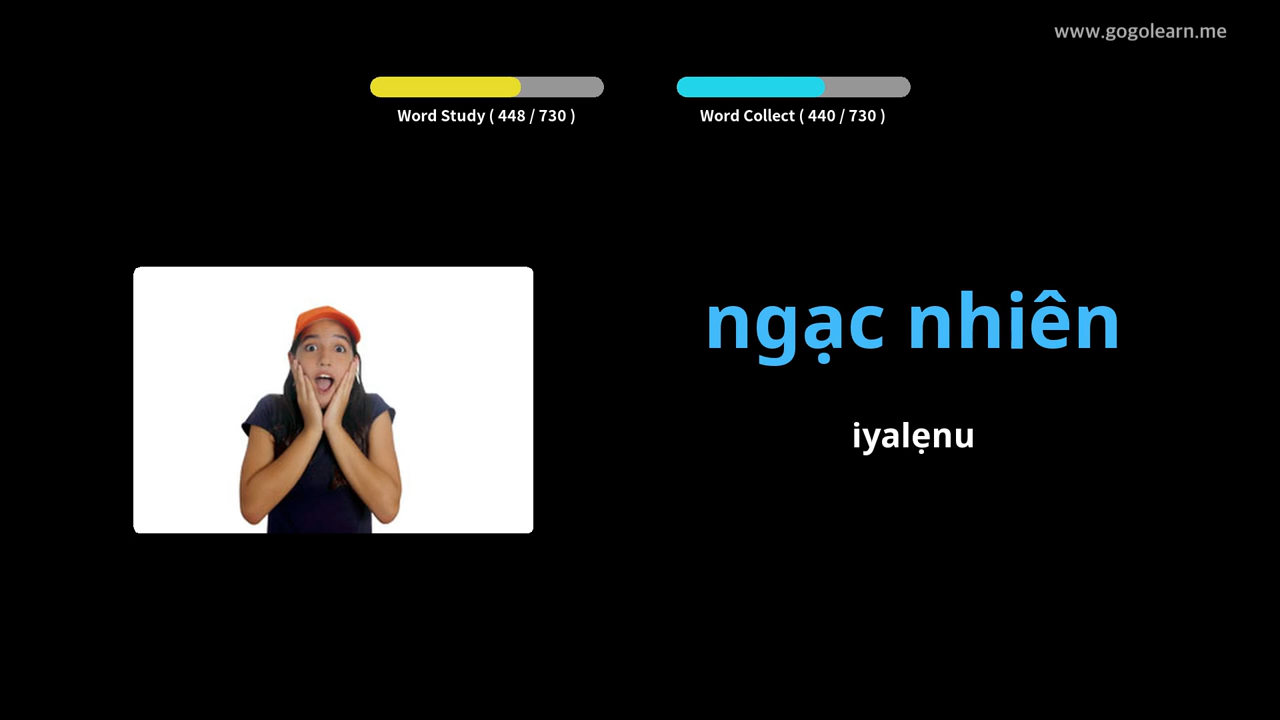 www.gogolearn.me
Word Study ( 448 / 730 )
Word Collect ( 440 / 730 )
ngạc nhiên
iyalẹnu